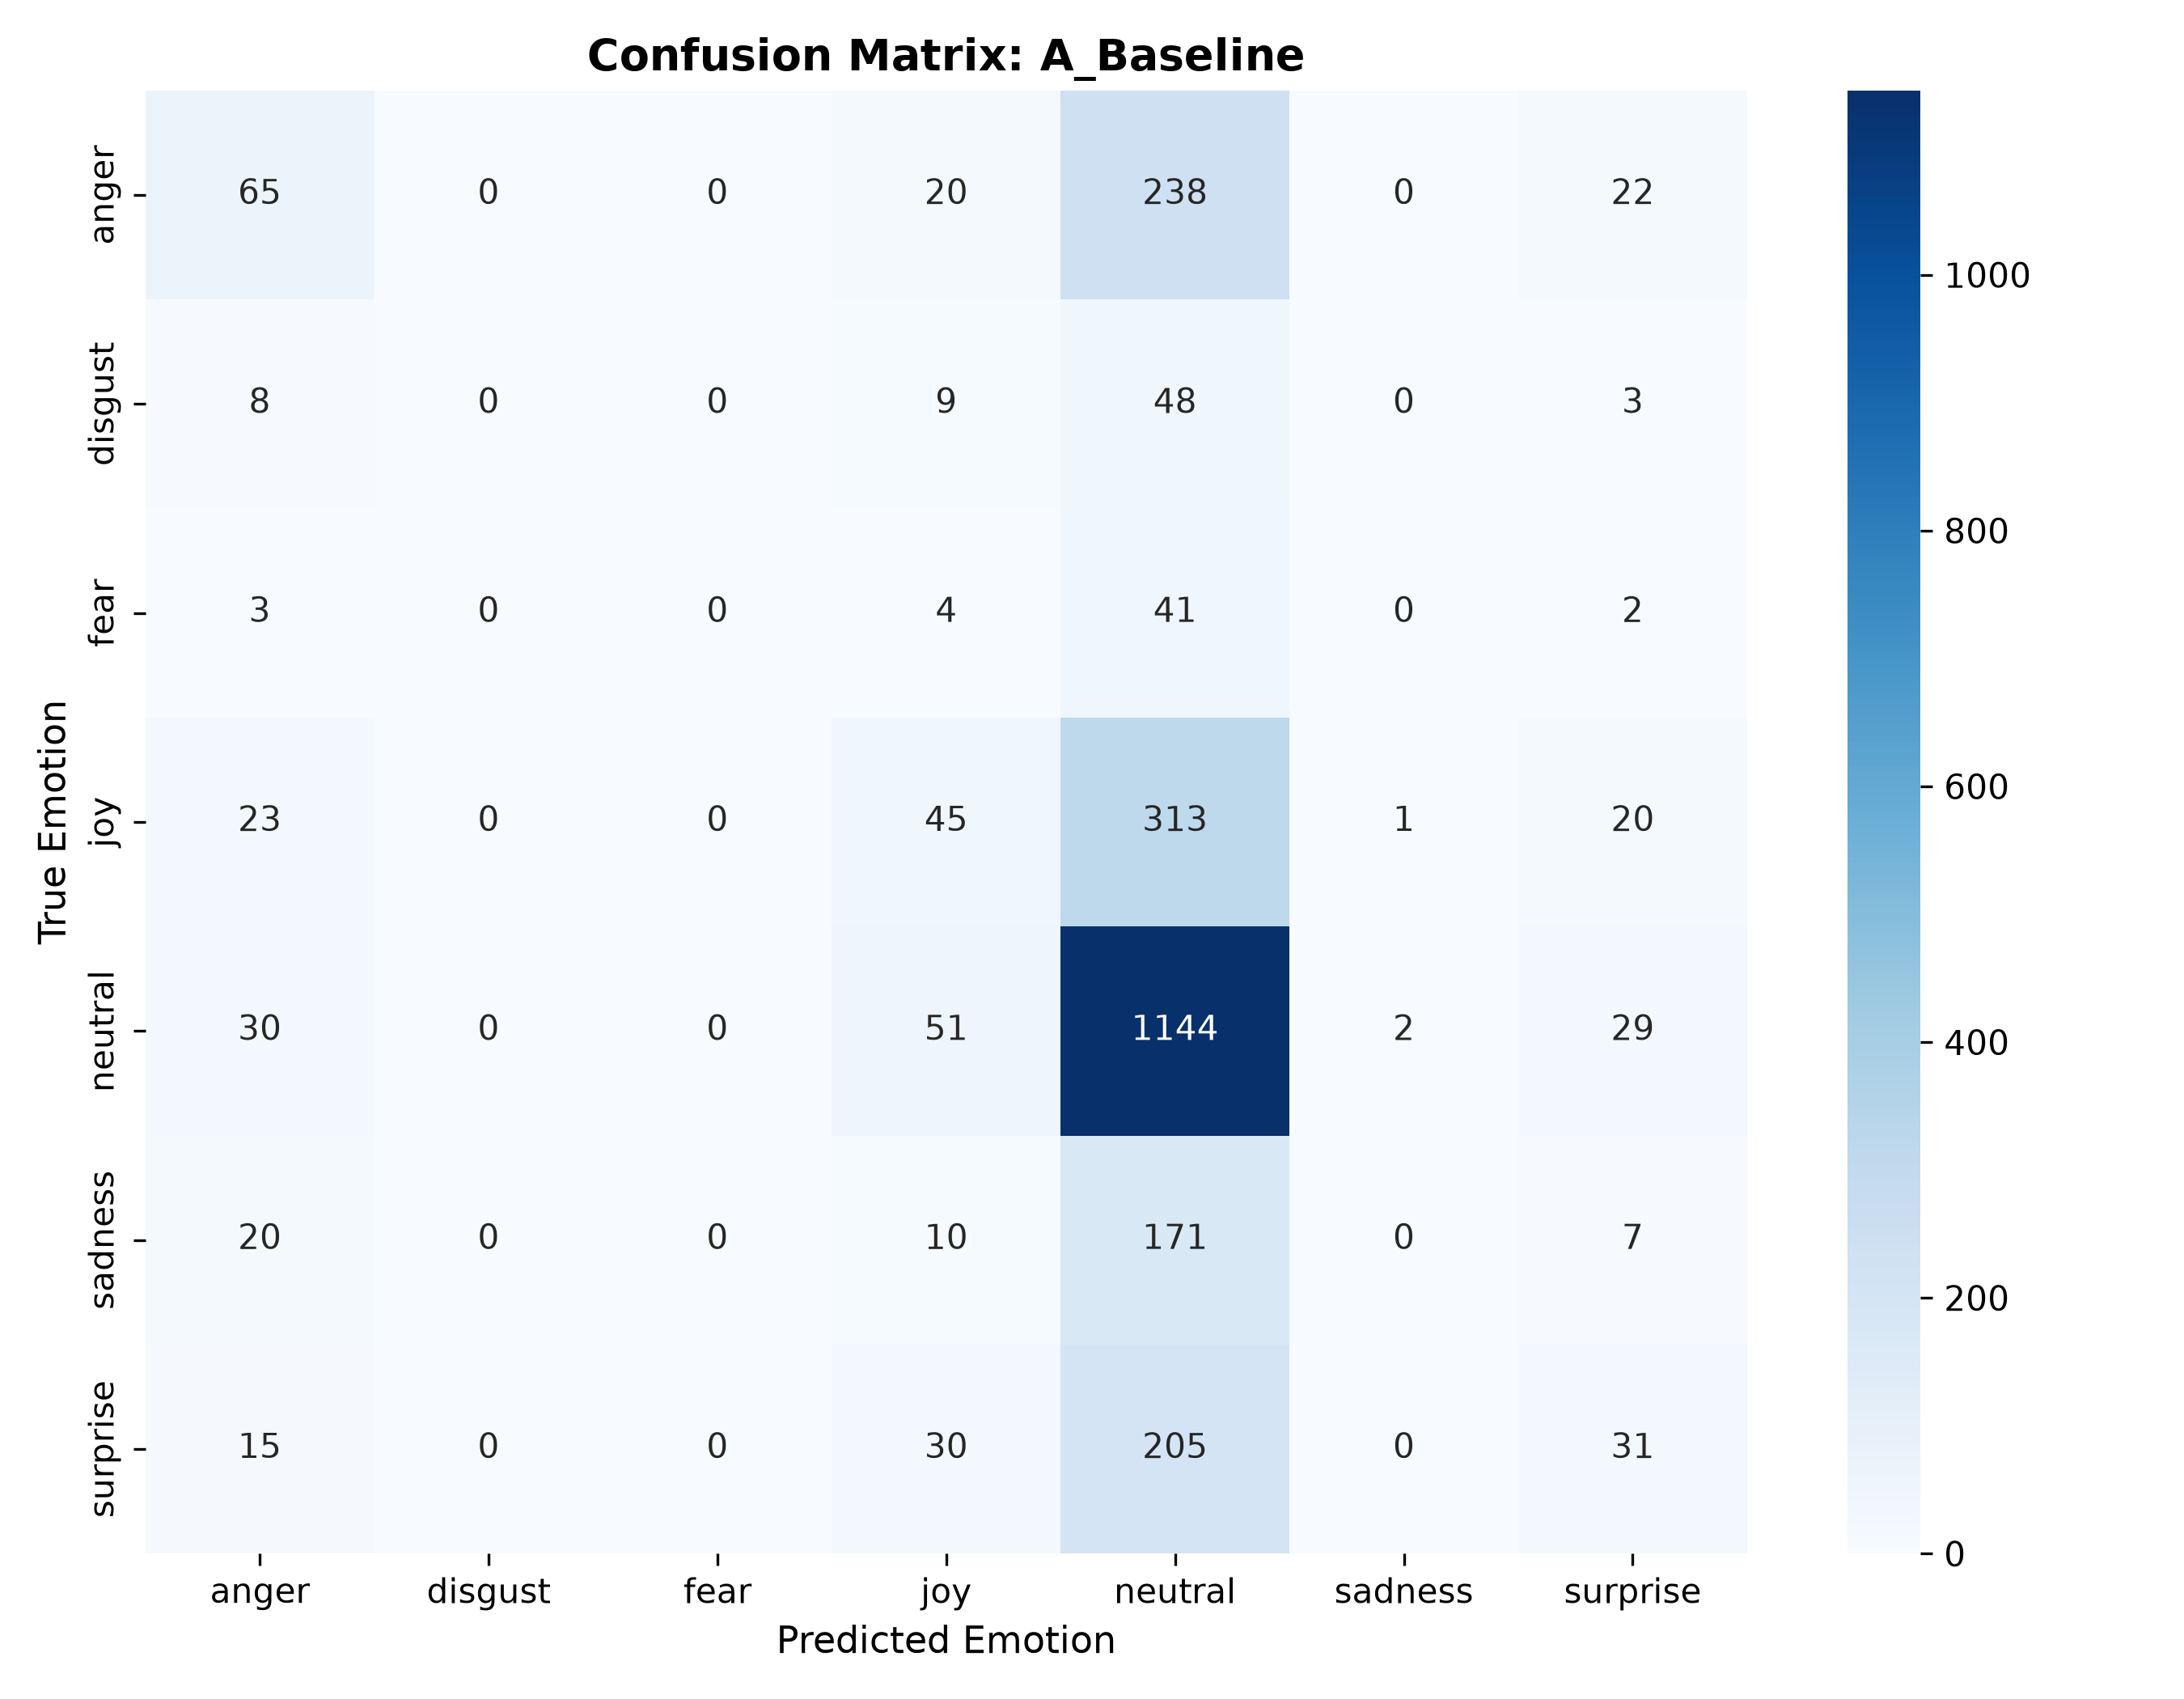 Confusion Matrix: A_Baseline
anger 65 0 0 20 238 0 22
disgust 8 0 0 9 48 0 3
fear 3 0 0 4 41 0 2
joy 23 0 0 45 313 1 20
neutral 30 0 0 51 1144 2 29
sadness 20 0 0 10 171 0 7
surprise 15 0 0 30 205 0 31
anger disgust fear joy neutral sadness surprise
Predicted Emotion
True Emotion
1000
800
600
400
200
0